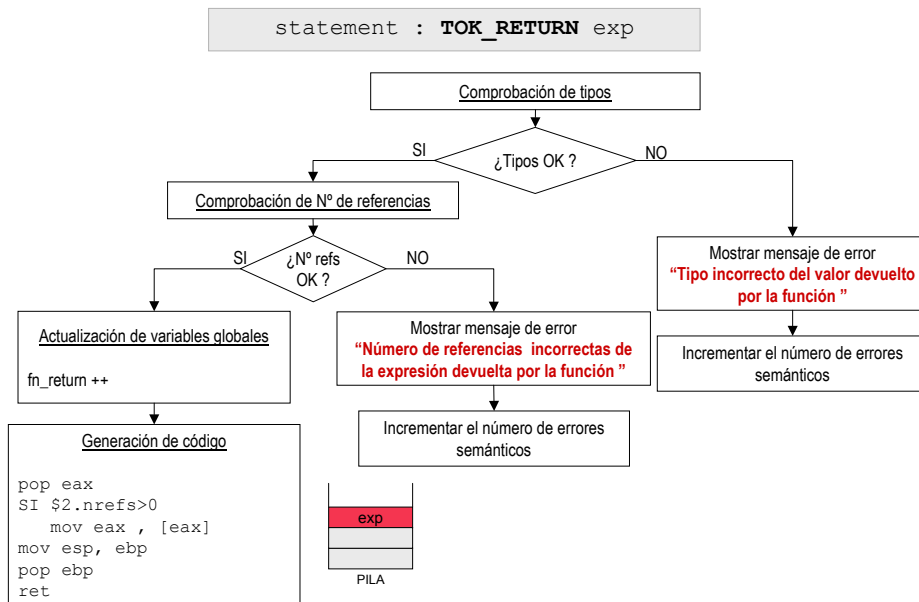 statement : TOK_RETURN exp
Comprobación de tipos
¿Tipos OK ?
SI
NO
Comprobación de Nº de referencias
¿Nº refs
OK ?
SI
NO
Mostrar mensaje de error
“Tipo incorrecto del valor devuelto
por la función ”
Incrementar el número de errores
semánticos
Actualización de variables globales
fn_return ++
Mostrar mensaje de error
“Número de referencias incorrectas de
la expresión devuelta por la función ”
Incrementar el número de errores
semánticos
Generación de código
pop eax
SI $2.nrefs>0
mov eax , [eax]
mov esp, ebp
pop ebp
ret
exp
PILA